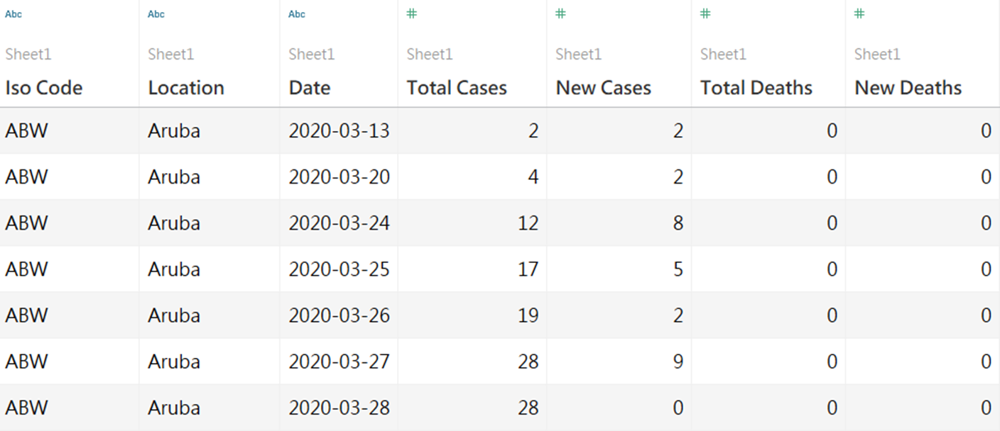 Abc Abc Abc # # # #
Sheet1 Sheet1 Sheet1 Sheet1 Sheet1 Sheet1 Sheet1
Iso Code Location Date Total Cases New Cases Total Deaths New Deaths
ABW Aruba 2020-03-13 2 2 0 0
ABW Aruba 2020-03-20 4 2 0 0
ABW Aruba 2020-03-24 12 8 0 0
ABW Aruba 2020-03-25 17 5 0 0
ABW Aruba 2020-03-26 19 2 0 0
ABW Aruba 2020-03-27 28 9 0 0
ABW Aruba 2020-03-28 28 0 0 0